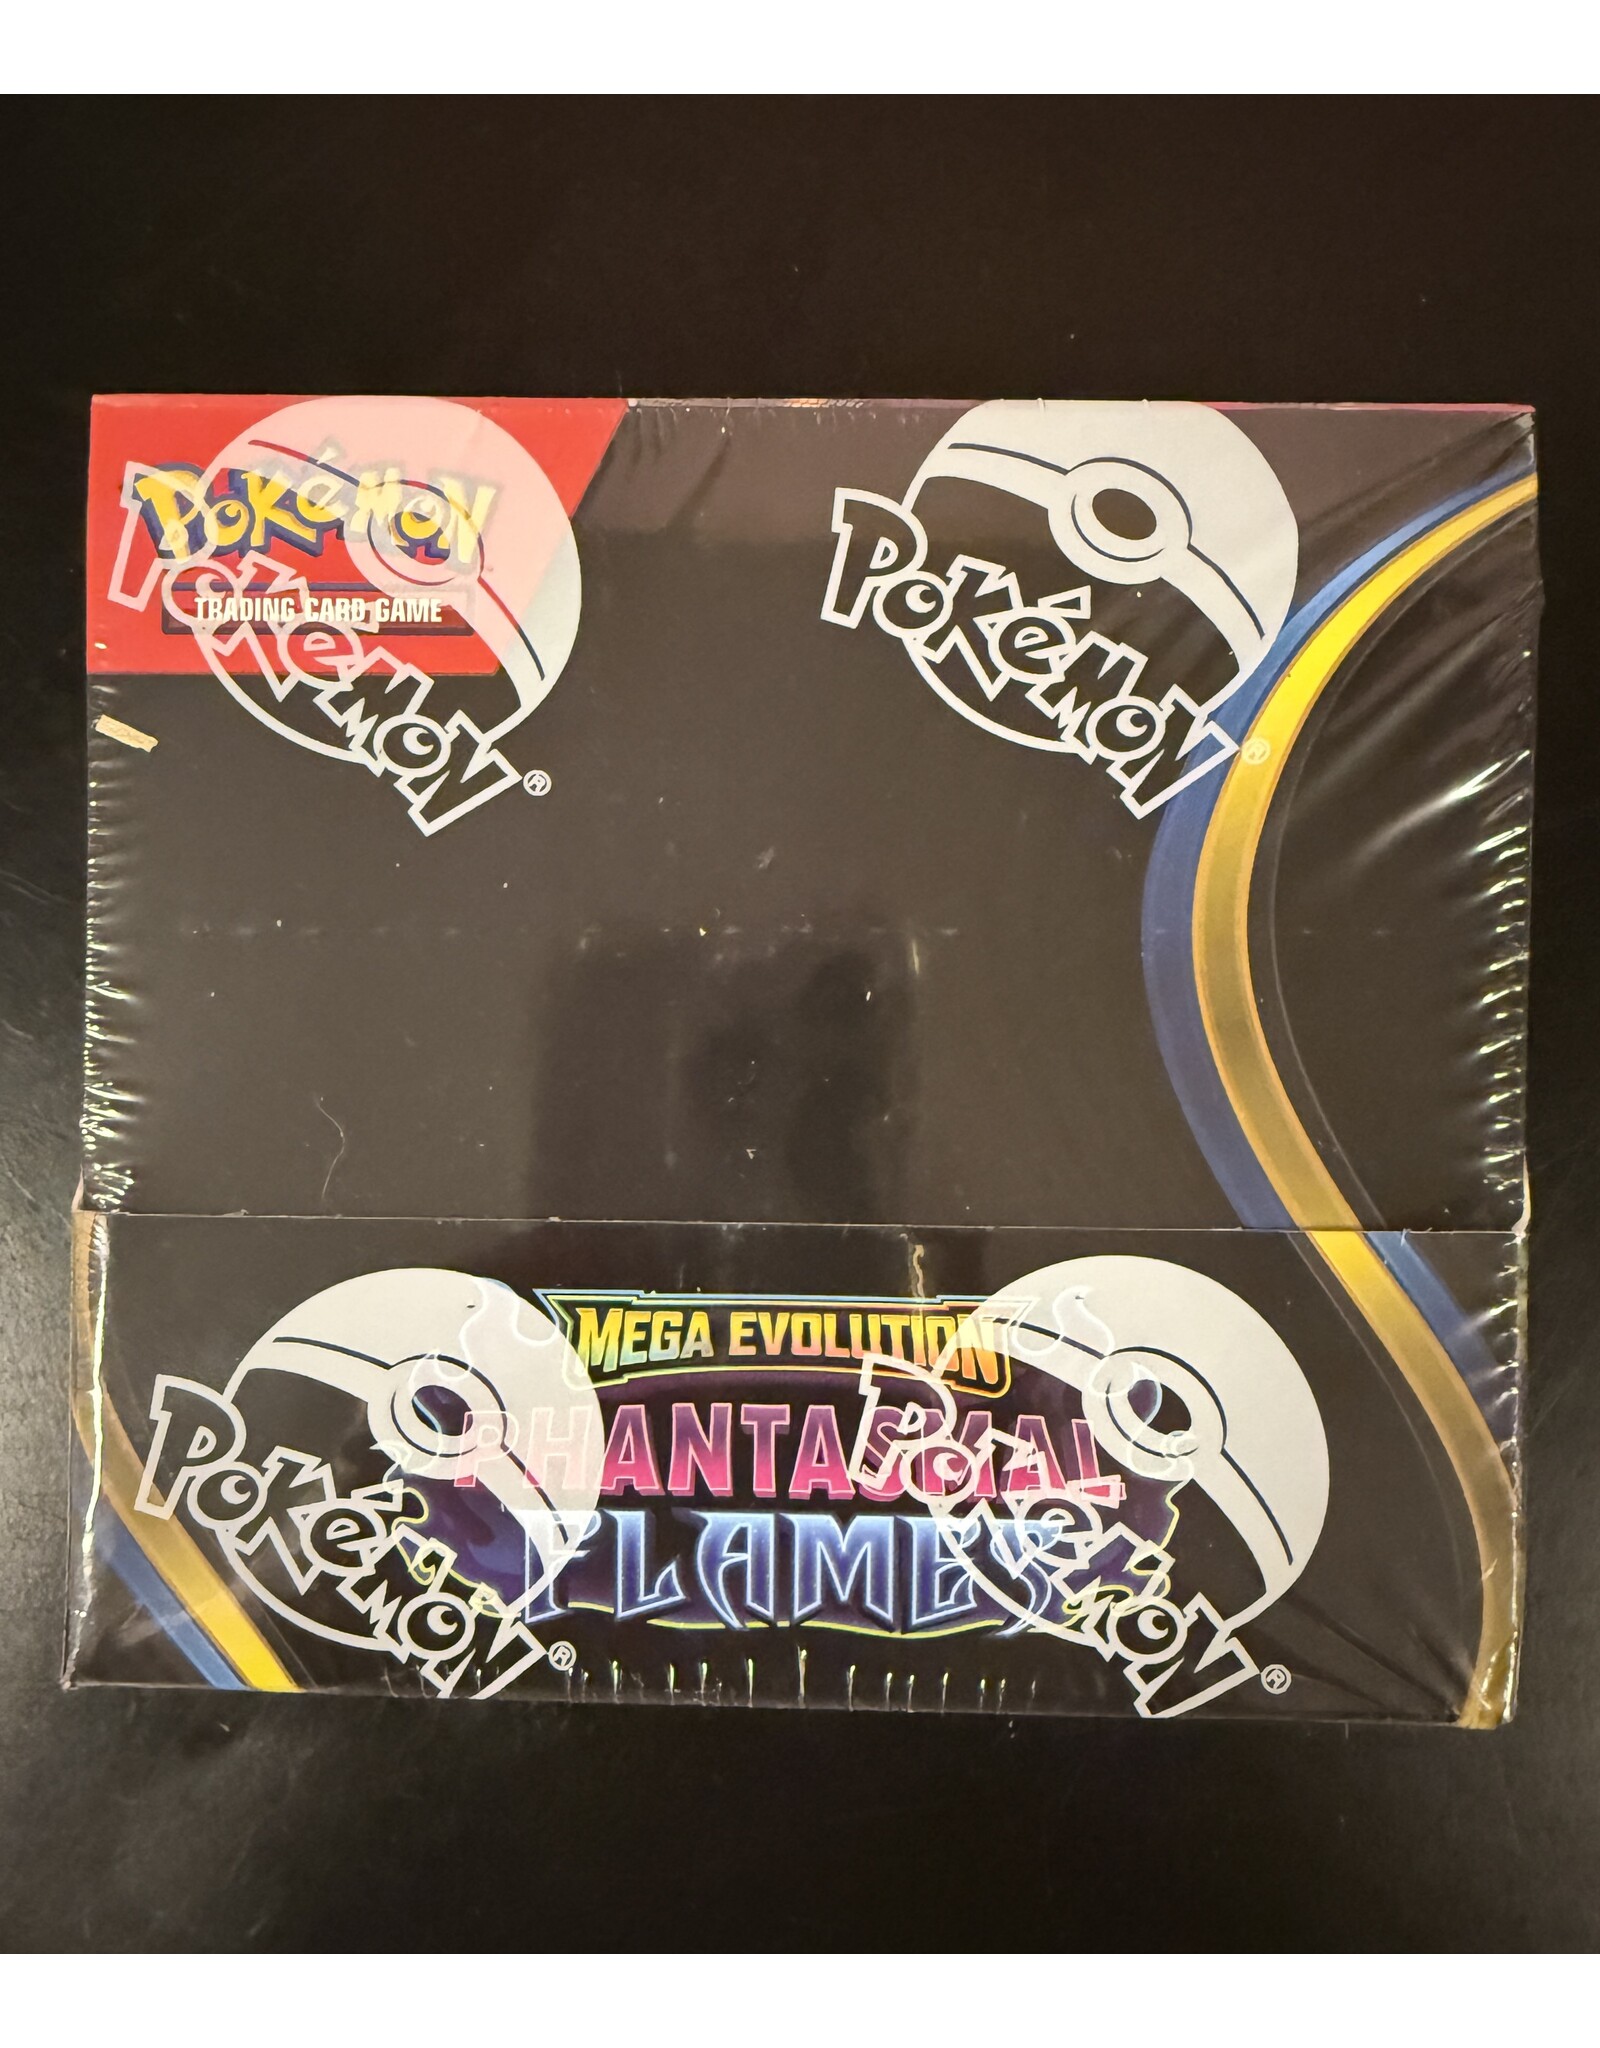 POKéMON
TRADING CARD GAME
POKéMON®
POKéMON®
MEGA EVOLUTION
PHANTASMAL
FLAMES
POKéMON®
POKéMON®